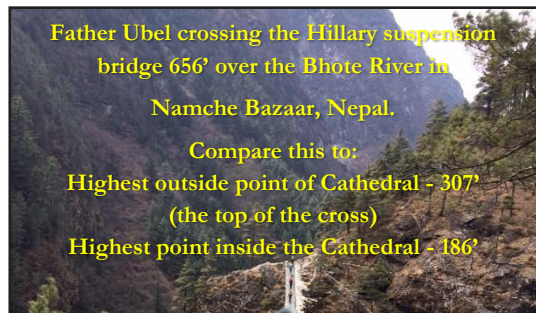 Father Ubel crossing the Hillary suspension
bridge 656’ over the Bhote River in
Namche Bazaar, Nepal.
Compare this to:
Highest outside point of Cathedral - 307’
(the top of the cross)
Highest point inside the Cathedral - 186’